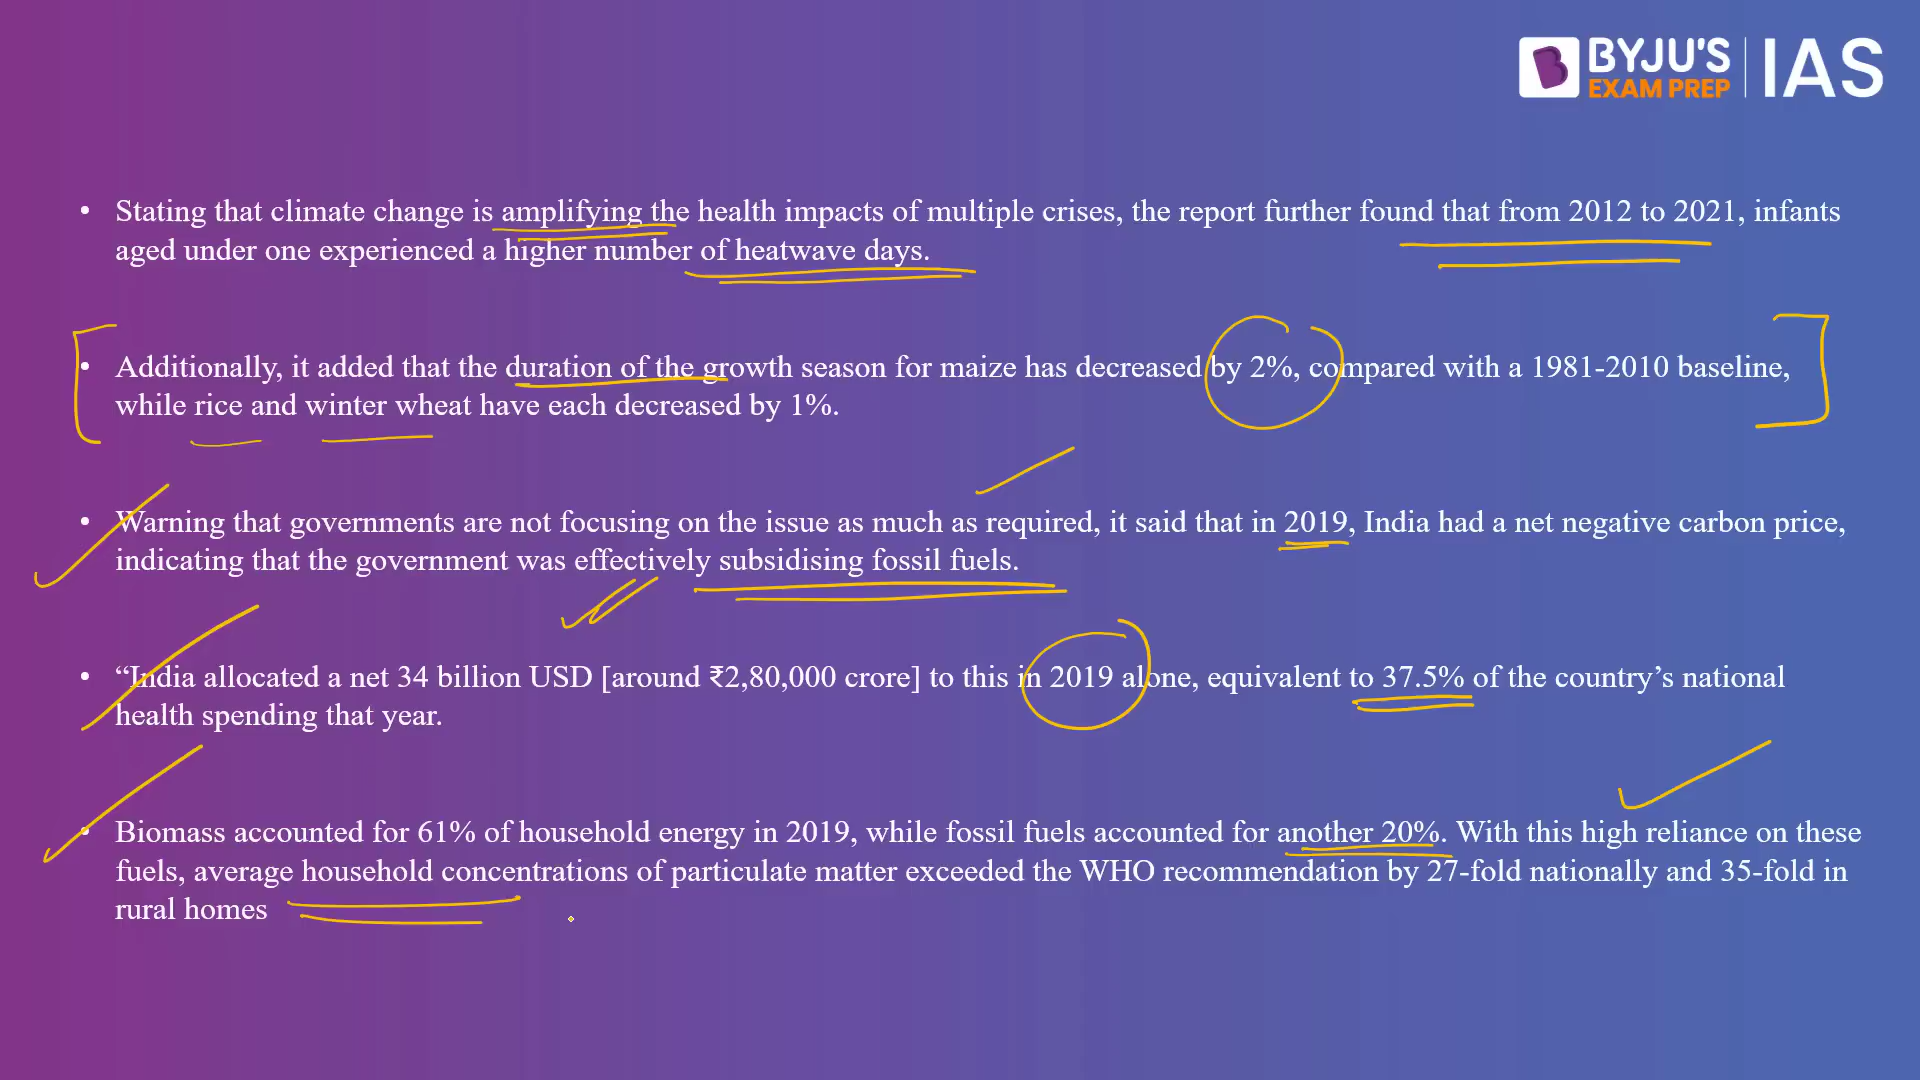 BYJU'S
EXAM PREP
IAS
• Stating that climate change is amplifying the health impacts of multiple crises, the report further found that from 2012 to 2021, infants
aged under one experienced a higher number of heatwave days.
• Additionally, it added that the duration of the growth season for maize has decreased by 2%, compared with a 1981-2010 baseline,
while rice and winter wheat have each decreased by 1%.
• Warning that governments are not focusing on the issue as much as required, it said that in 2019, India had a net negative carbon price,
indicating that the government was effectively subsidising fossil fuels.
• “India allocated a net 34 billion USD [around ₹2,80,000 crore] to this in 2019 alone, equivalent to 37.5% of the country’s national
health spending that year.
• Biomass accounted for 61% of household energy in 2019, while fossil fuels accounted for another 20%. With this high reliance on these
fuels, average household concentrations of particulate matter exceeded the WHO recommendation by 27-fold nationally and 35-fold in
rural homes